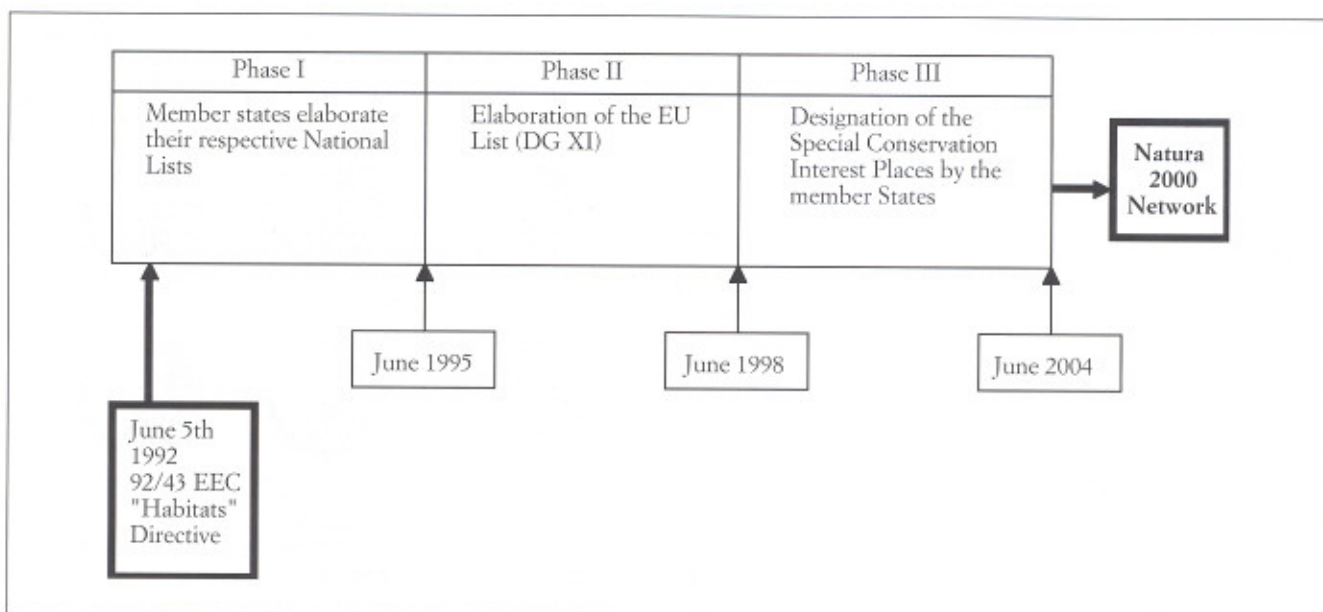 Phase I
Phase II
Phase III
Member states elaborate
their respective National
Lists
Elaboration of the EU
List (DG XI)
Designation of the
Special Conservation
Interest Places by the
member States
Natura
2000
Network
June 1995
June 1998
June 2004
June 5th
1992
92/43 EEC
"Habitats"
Directive